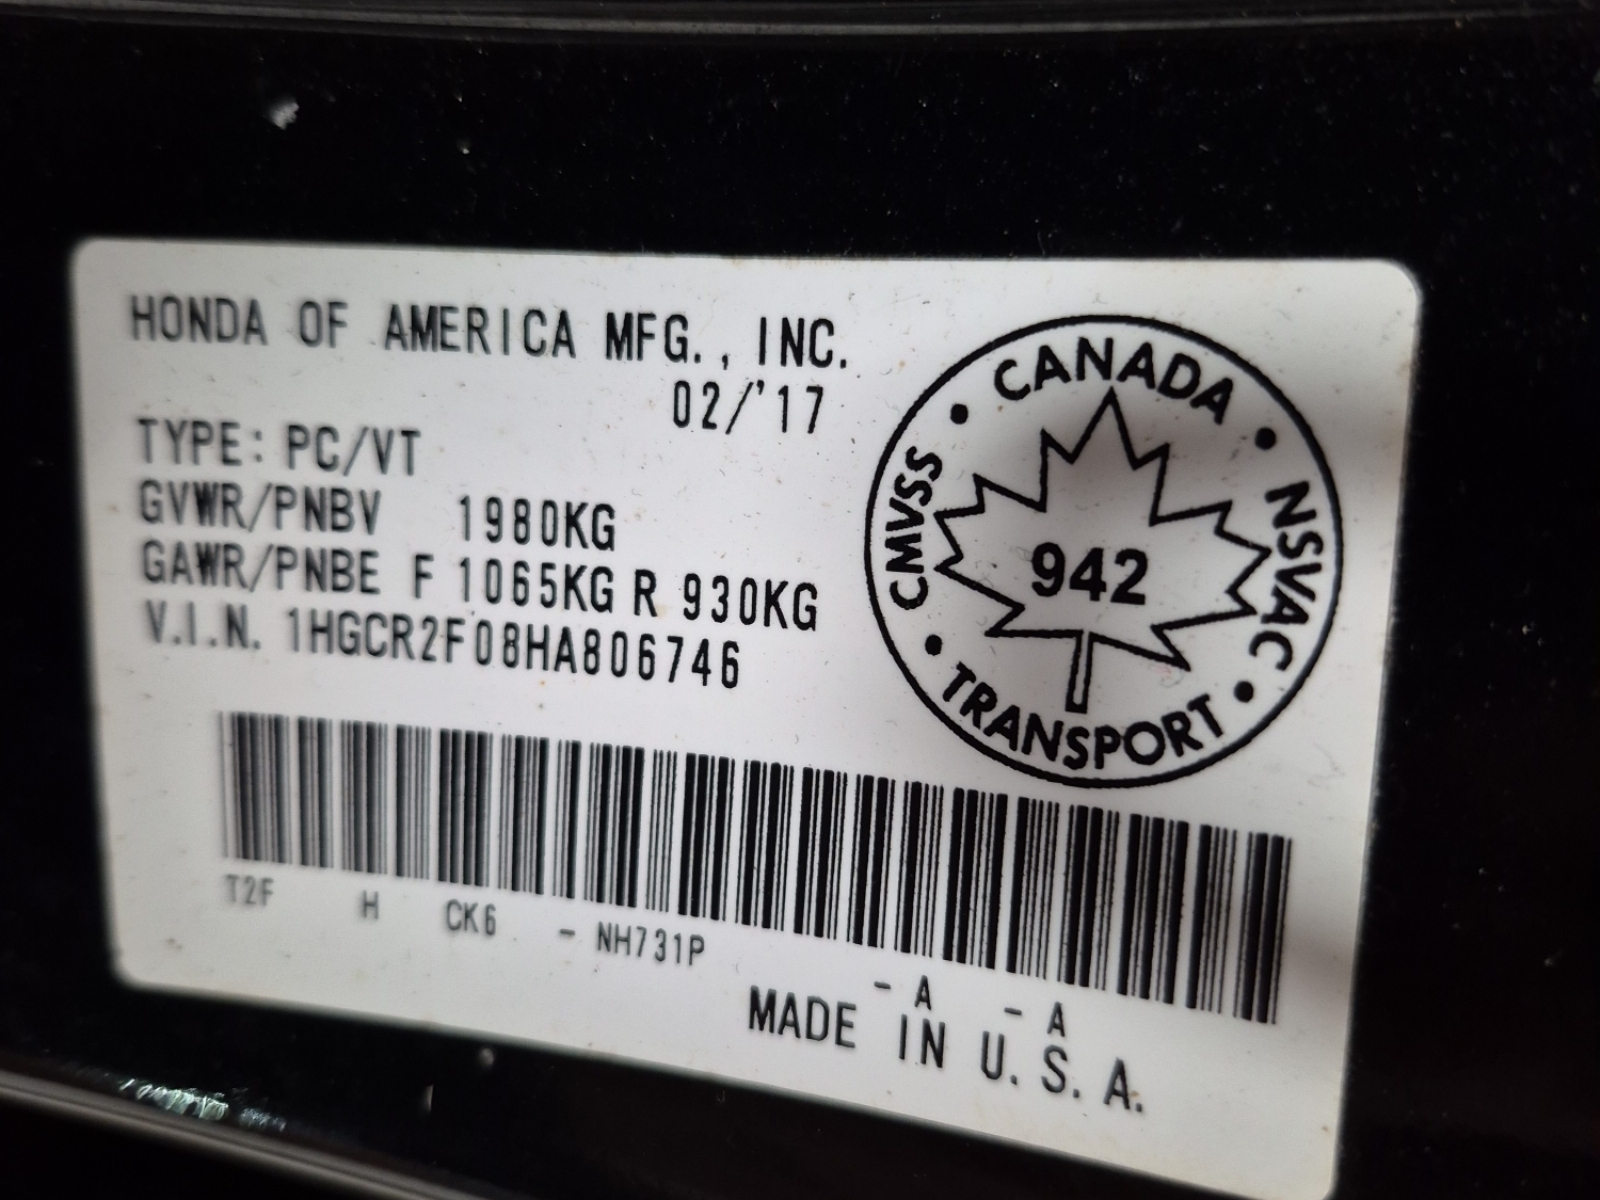 HONDA OF AMERICA MFG., INC.
02/'17
TYPE: PC/VT
GVWR/PNBV 1980KG
GAWR/PNBE F 1065KG R 930KG
V.I.N. 1HGCR2F08HA806746
CANADA
NSVAC
TRANSPORT
CMVSS
942
T2F H CK6 - NH731P - A - A
MADE IN U.S.A.